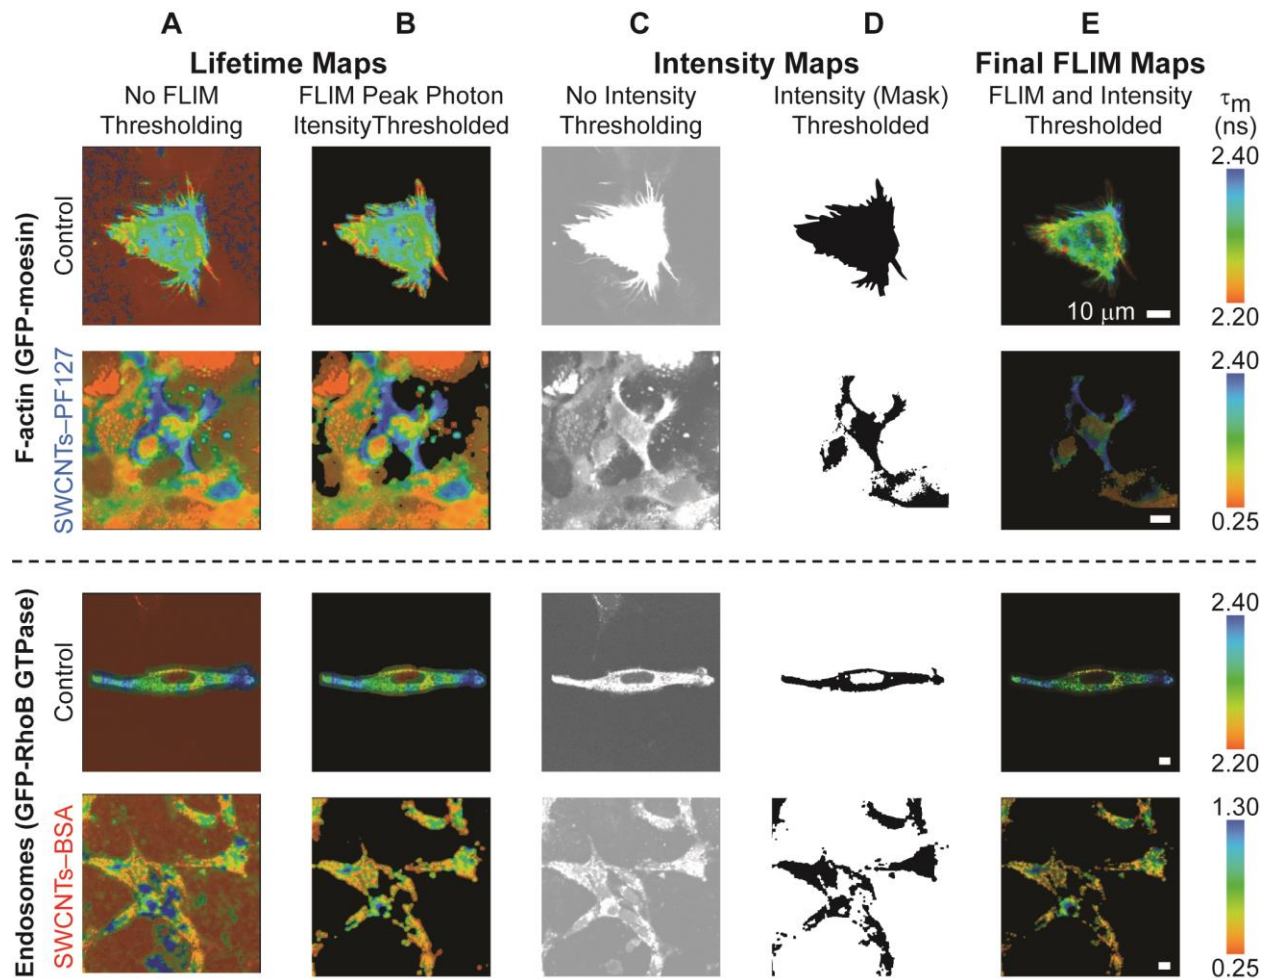 A B C D E
Lifetime Maps Intensity Maps Final FLIM Maps
No FLIM
Thresholding
FLIM Peak Photon
ItensityThresholded
No Intensity
Thresholding
Intensity (Mask)
Thresholded
FLIM and Intensity
Thresholded
τm
(ns)
F-actin (GFP-moesin)
Control
10 μm
2.40
2.20
SWCNTs–PF127
2.40
0.25
Endosomes (GFP-RhoB GTPase)
Control
2.40
2.20
SWCNTs–BSA
1.30
0.25